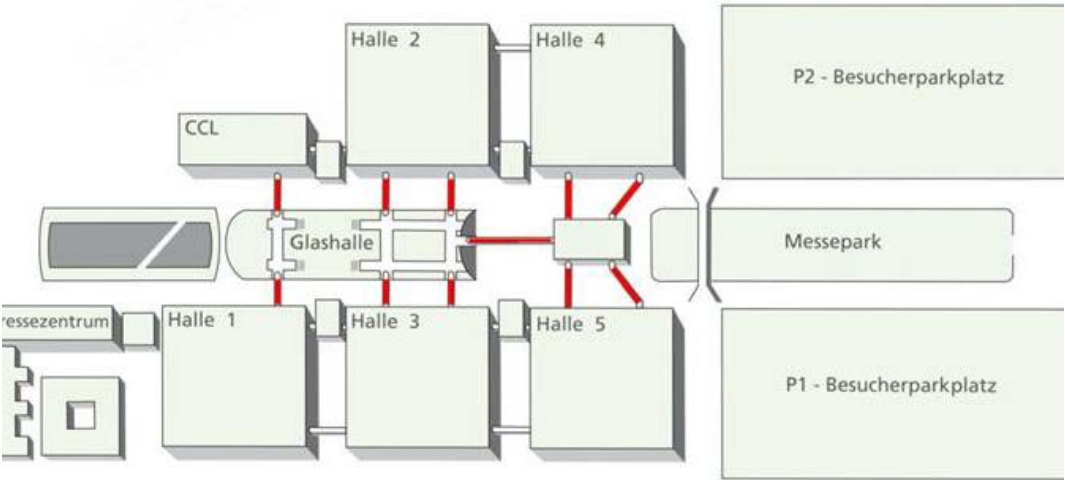 Halle 2
Halle 4
P2 - Besucherparkplatz
CCL
Glashalle
Messepark
ressezentrum
Halle 1
Halle 3
Halle 5
P1 - Besucherparkplatz